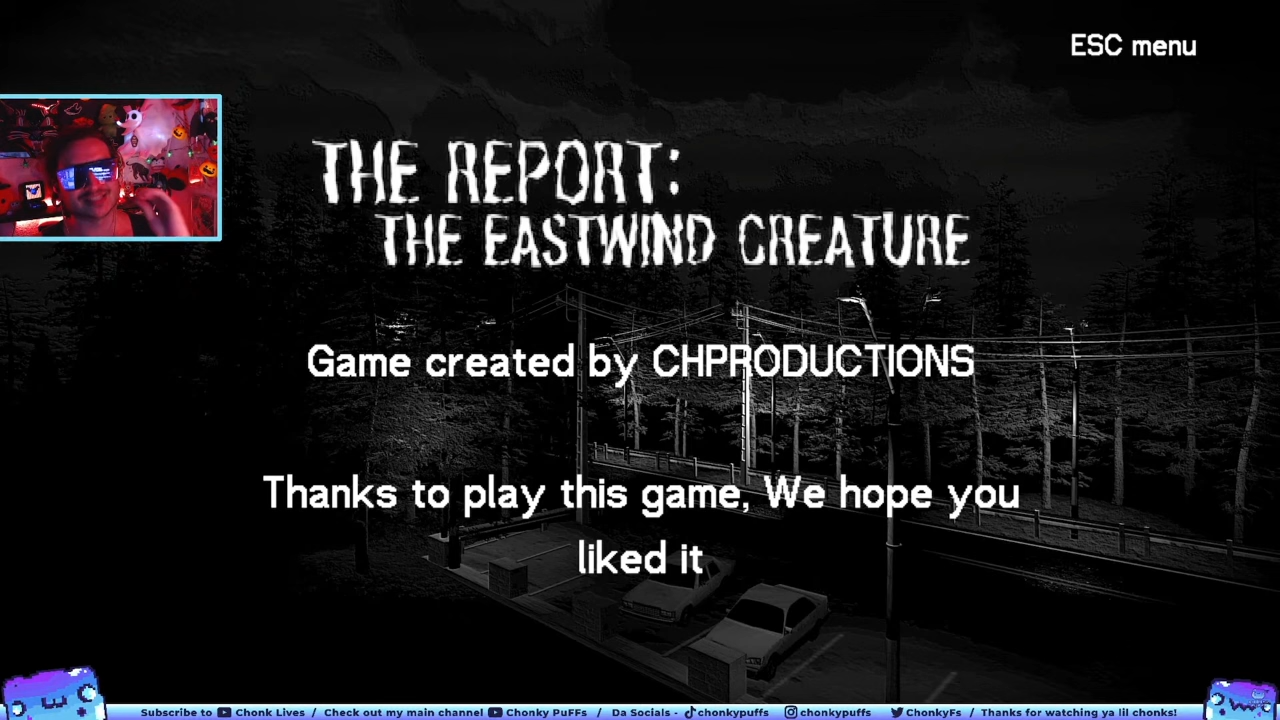 ESC menu
THE REPORT:
THE EASTWIND CREATURE
Game created by CHPRODUCTIONS
Thanks to play this game, We hope you
liked it
Subscribe to Chonk Lives / Check out my main channel Chonky PuFFs / Da Socials - chonkypuffs chonkypuffs ChonkyFs / Thanks for watching ya lil chonks!